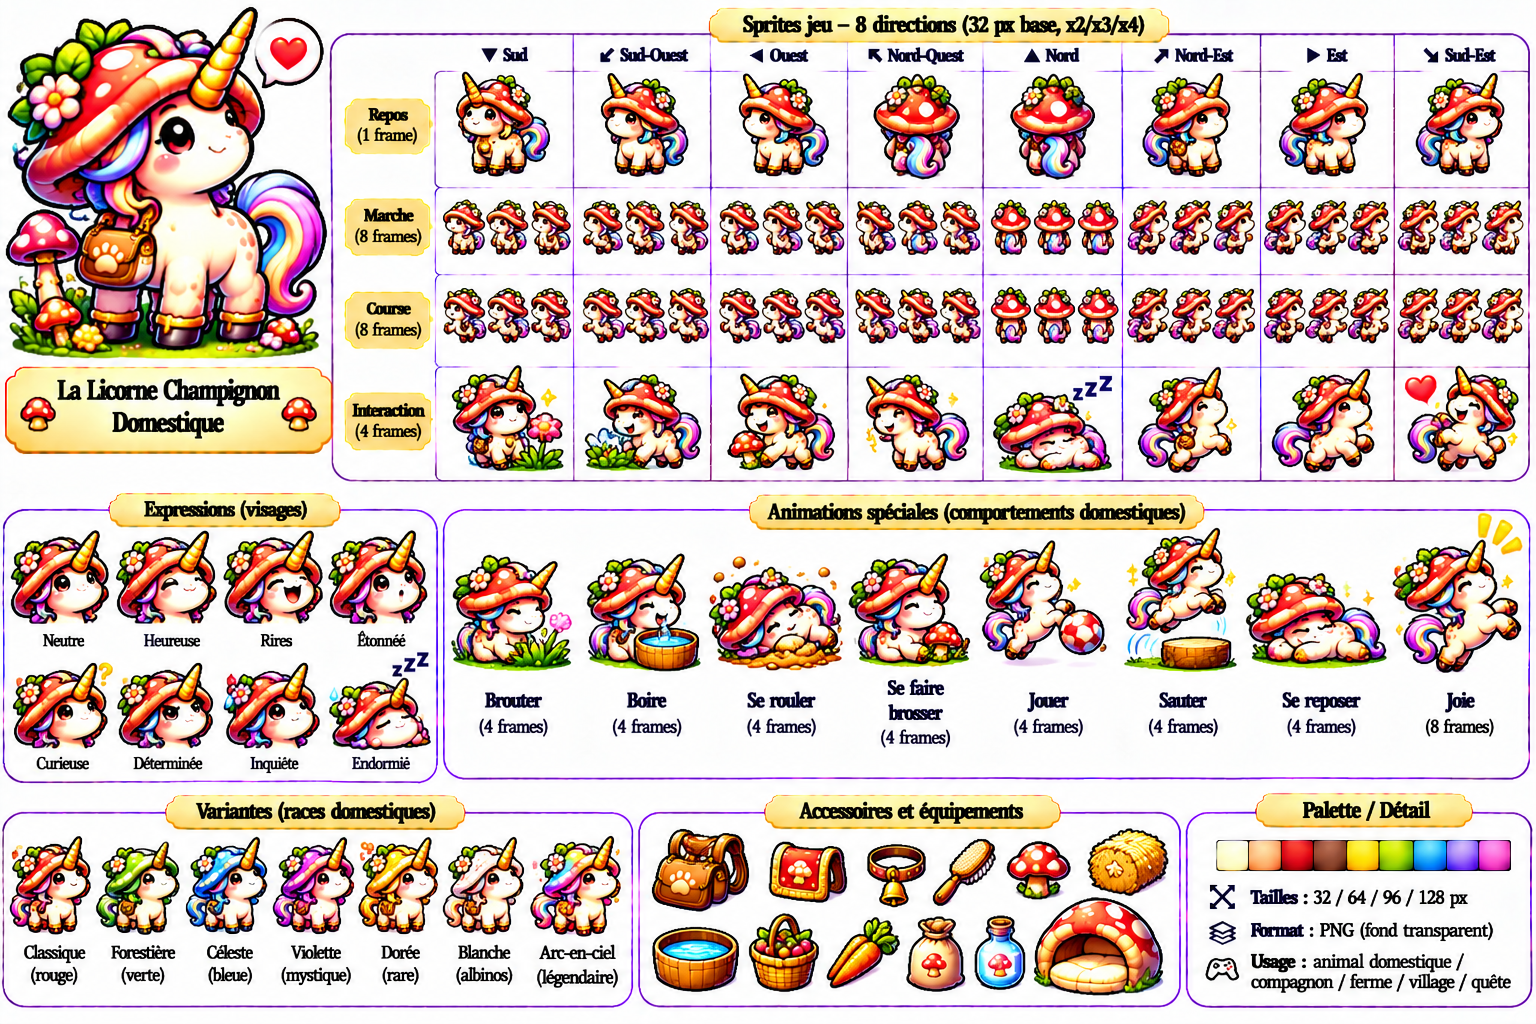 Sprites jeu – 8 directions (32 px base, x2/x3/x4)
▼ Sud
↙ Sud-Ouest
◀ Ouest
↖ Nord-Quest
▲ Nord
↗ Nord-Est
▶ Est
↘ Sud-Est
Repos
(1 frame)
Marche
(8 frames)
Course
(8 frames)
Interaction
(4 frames)
zzz
La Licorne Champignon
Domestique
Expressions (visages)
Neutre
Heureuse
Rires
Êtonnéé
?
zzz
Curieuse
Déterminée
Inquiête
Endormiė
Animations spéciales (comportements domestiques)
Brouter
(4 frames)
Boire
(4 frames)
Se rouler
(4 frames)
Se faire
brosser
(4 frames)
Jouer
(4 frames)
Sauter
(4 frames)
Se reposer
(4 frames)
Joie
(8 frames)
Variantes (races domestiques)
Classique
(rouge)
Forestière
(verte)
Céleste
(bleue)
Violette
(mystique)
Dorée
(rare)
Blanche
(albinos)
Arc-en-ciel
(légendaire)
Accessoires et équipements
Palette / Détail
Tailles : 32 / 64 / 96 / 128 px
Format : PNG (fond transparent)
Usage : animal domestique /
compagnon / ferme / village / quête